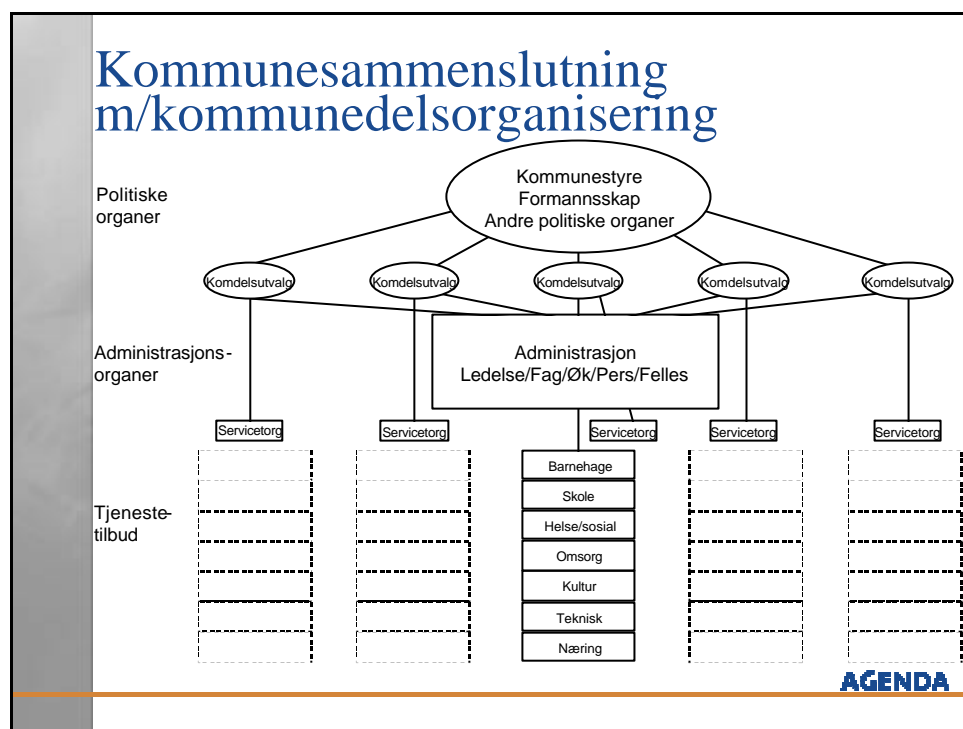 Kommunesammenslutning
m/kommunedelsorganisering
Politiske
organer
Kommunestyre
Formannsskap
Andre politiske organer
Komdelsutvalg
Komdelsutvalg
Komdelsutvalg
Komdelsutvalg
Komdelsutvalg
Administrasjons-
organer
Administrasjon
Ledelse/Fag/Øk/Pers/Felles
Servicetorg
Servicetorg
Servicetorg
Servicetorg
Servicetorg
Tjeneste-
tilbud
Barnehage
Skole
Helse/sosial
Omsorg
Kultur
Teknisk
Næring
AGENDA